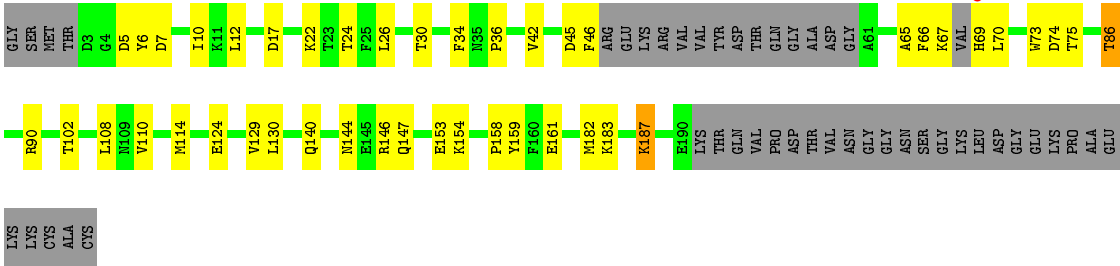 GLY SER MET THR D3 G4 D5 Y6 D7 I10 K11 L12 D17 K22 T23 T24 F25 L26 T30 F34 N35 P36 V42 D45 F46 ARG GLU LYS ARG VAL VAL TYR ASP THR GLN GLY ALA ASP GLY A61 A65 F66 K67 VAL H69 L70 W73 D74 T75 T86
R90 T102 L108 N109 V110 M114 E124 V129 L130 Q140 N144 E145 R146 Q147 E153 K154 P158 Y159 F160 E161 M182 K183 K187 E190 LYS THR GLN VAL PRO ASP THR VAL ASN GLY GLY ASN SER GLY LYS LEU ASP GLY GLU LYS PRO ALA GLU
LYS LYS CYS ALA CYS